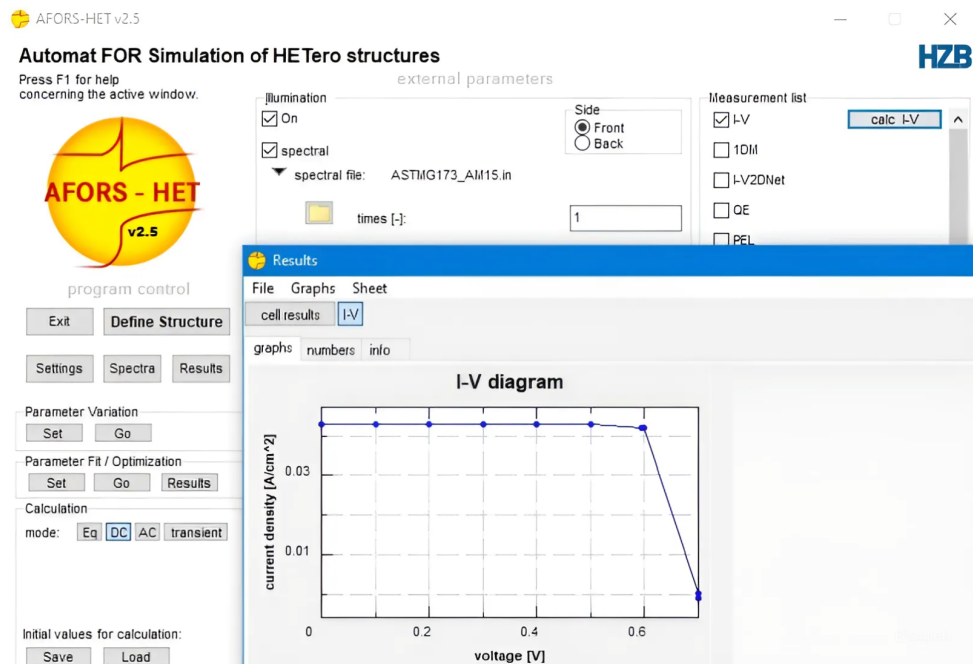 AFORS-HET v2.5
Automat FOR Simulation of HETero structures
HZB
Press F1 for help
concerning the active window.
external parameters
AFORS - HET
v2.5
program control
Exit
Define Structure
Settings
Spectra
Results
Parameter Variation
Set
Go
Parameter Fit / Optimization
Set
Go
Results
Calculation
mode: Eq DC AC transient
Initial values for calculation:
Save
Load
Illumination
On
spectral
Side
Front
Back
spectral file: ASTMG173_AM15.in
times [-]: 1
Measurement list
I-V
calc I-V
1DM
I-V2DNet
QE
PEL
Results
File Graphs Sheet
cell results I-V
graphs numbers info
I-V diagram
current density [A/cm^2]
0.03
0.01
0 0.2 0.4 0.6
voltage [V]